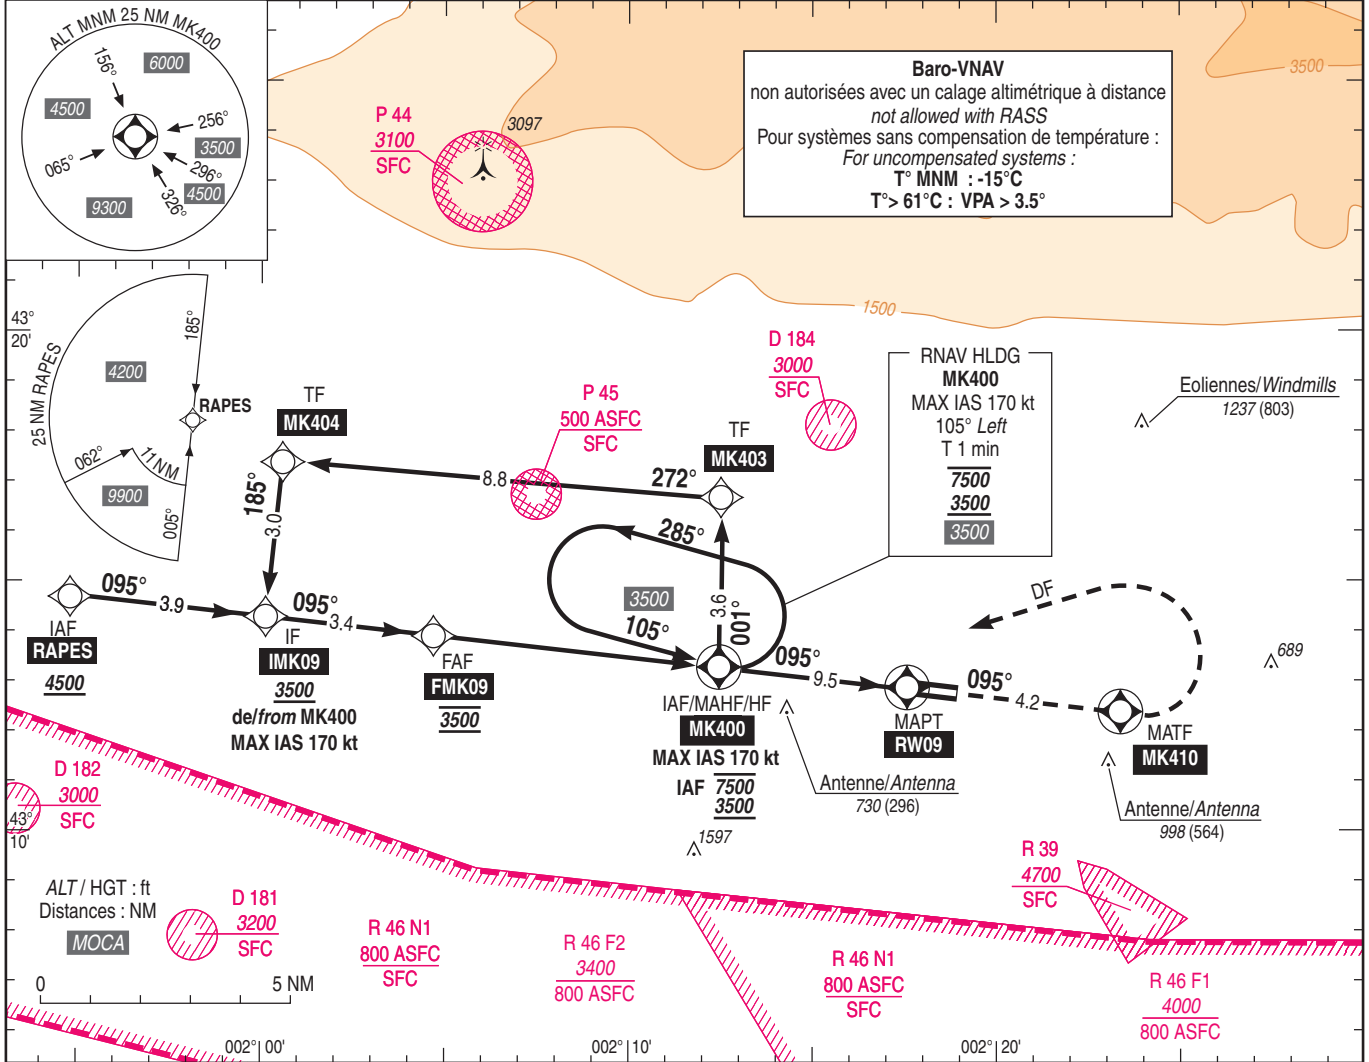 ALT MNM 25 NM MK400
156°
6000
4500
256°
3500
065°
296°
4500
326°
9300
Baro-VNAV
non autorisées avec un calage altimétrique à distance
not allowed with RASS
Pour systèmes sans compensation de température :
For uncompensated systems :
T° MNM : -15°C
T°> 61°C : VPA > 3.5°
3500
P 44
3100
SFC
3097
1500
43°
20'
25 NM RAPES
185°
4200
RAPES
062°
11 NM
9900
005°
TF
MK404
P 45
500 ASFC
SFC
D 184
3000
SFC
RNAV HLDG
MK400
MAX IAS 170 kt
105° Left
T 1 min
7500
3500
3500
Eoliennes/Windmills
1237 (803)
TF
MK403
272°
8.8
185°
3.0
285°
3500
105°
3.6
001°
DF
095°
3.9
IAF
RAPES
4500
095°
3.4
IF
IMK09
3500
de/from MK400
MAX IAS 170 kt
FAF
FMK09
3500
095°
9.5
IAF/MAHF/HF
MK400
MAX IAS 170 kt
IAF 7500
3500
MAPT
RW09
095°
4.2
MATF
MK410
689
Antenne/Antenna
730 (296)
Antenne/Antenna
998 (564)
1597
D 182
3000
SFC
43°
10'
R 39
4700
SFC
ALT / HGT : ft
Distances : NM
MOCA
D 181
3200
SFC
R 46 N1
800 ASFC
SFC
R 46 F2
3400
800 ASFC
R 46 N1
800 ASFC
SFC
R 46 F1
4000
800 ASFC
0
5 NM
002° 00'
002° 10'
002° 20'